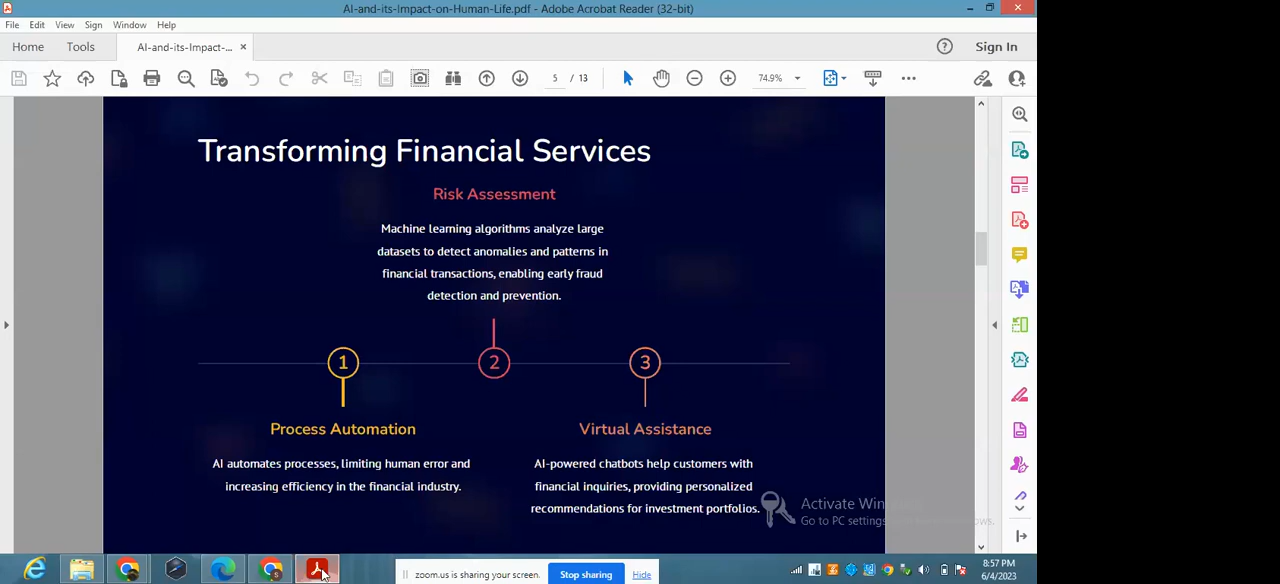 AI-and-its-Impact-on-Human-Life.pdf - Adobe Acrobat Reader (32-bit)
File Edit View Sign Window Help
Home Tools AI-and-its-Impact-... × Sign In
5 / 13 74.9%
Transforming Financial Services
Risk Assessment
Machine learning algorithms analyze large
datasets to detect anomalies and patterns in
financial transactions, enabling early fraud
detection and prevention.
1 2 3
Process Automation
AI automates processes, limiting human error and
increasing efficiency in the financial industry.
Virtual Assistance
AI-powered chatbots help customers with
financial inquiries, providing personalized
recommendations for investment portfolios.
Activate Win
Go to PC settings
zoom.us is sharing your screen. Stop sharing Hide
8:57 PM
6/4/2023